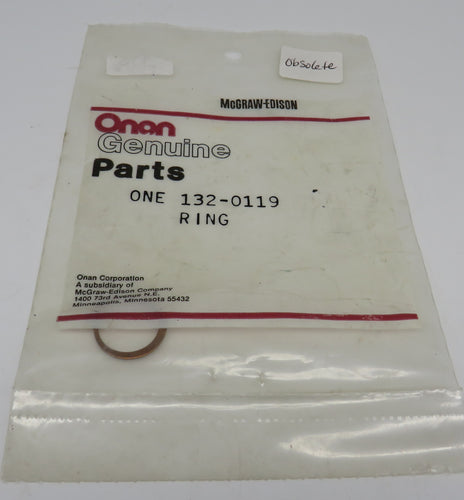 Obsolete
McGRAW-EDISON
Onan
Genuine
Parts
ONE 132-0119
RING
Onan Corporation
A subsidiary of
McGraw-Edison Company
1400 73rd Avenue N.E.
Minneapolis, Minnesota 55432